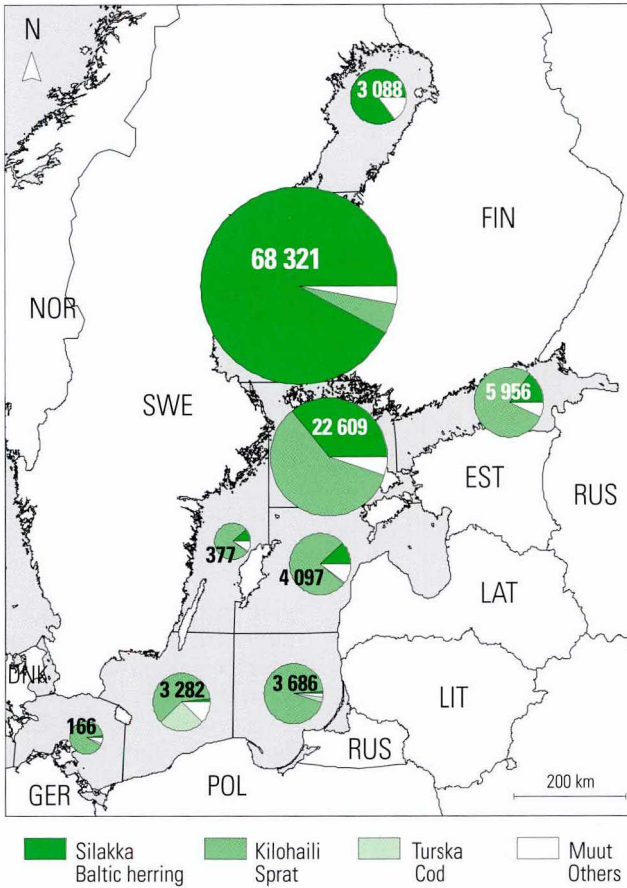 N
3 088
FIN
68 321
NOR
SWE
5 956
22 609
EST
RUS
377
4 097
LAT
DNK
3 282
3 686
LIT
166
RUS
GER
POL
200 km
Silakka
Baltic herring
Kilohaili
Sprat
Turska
Cod
Muut
Others